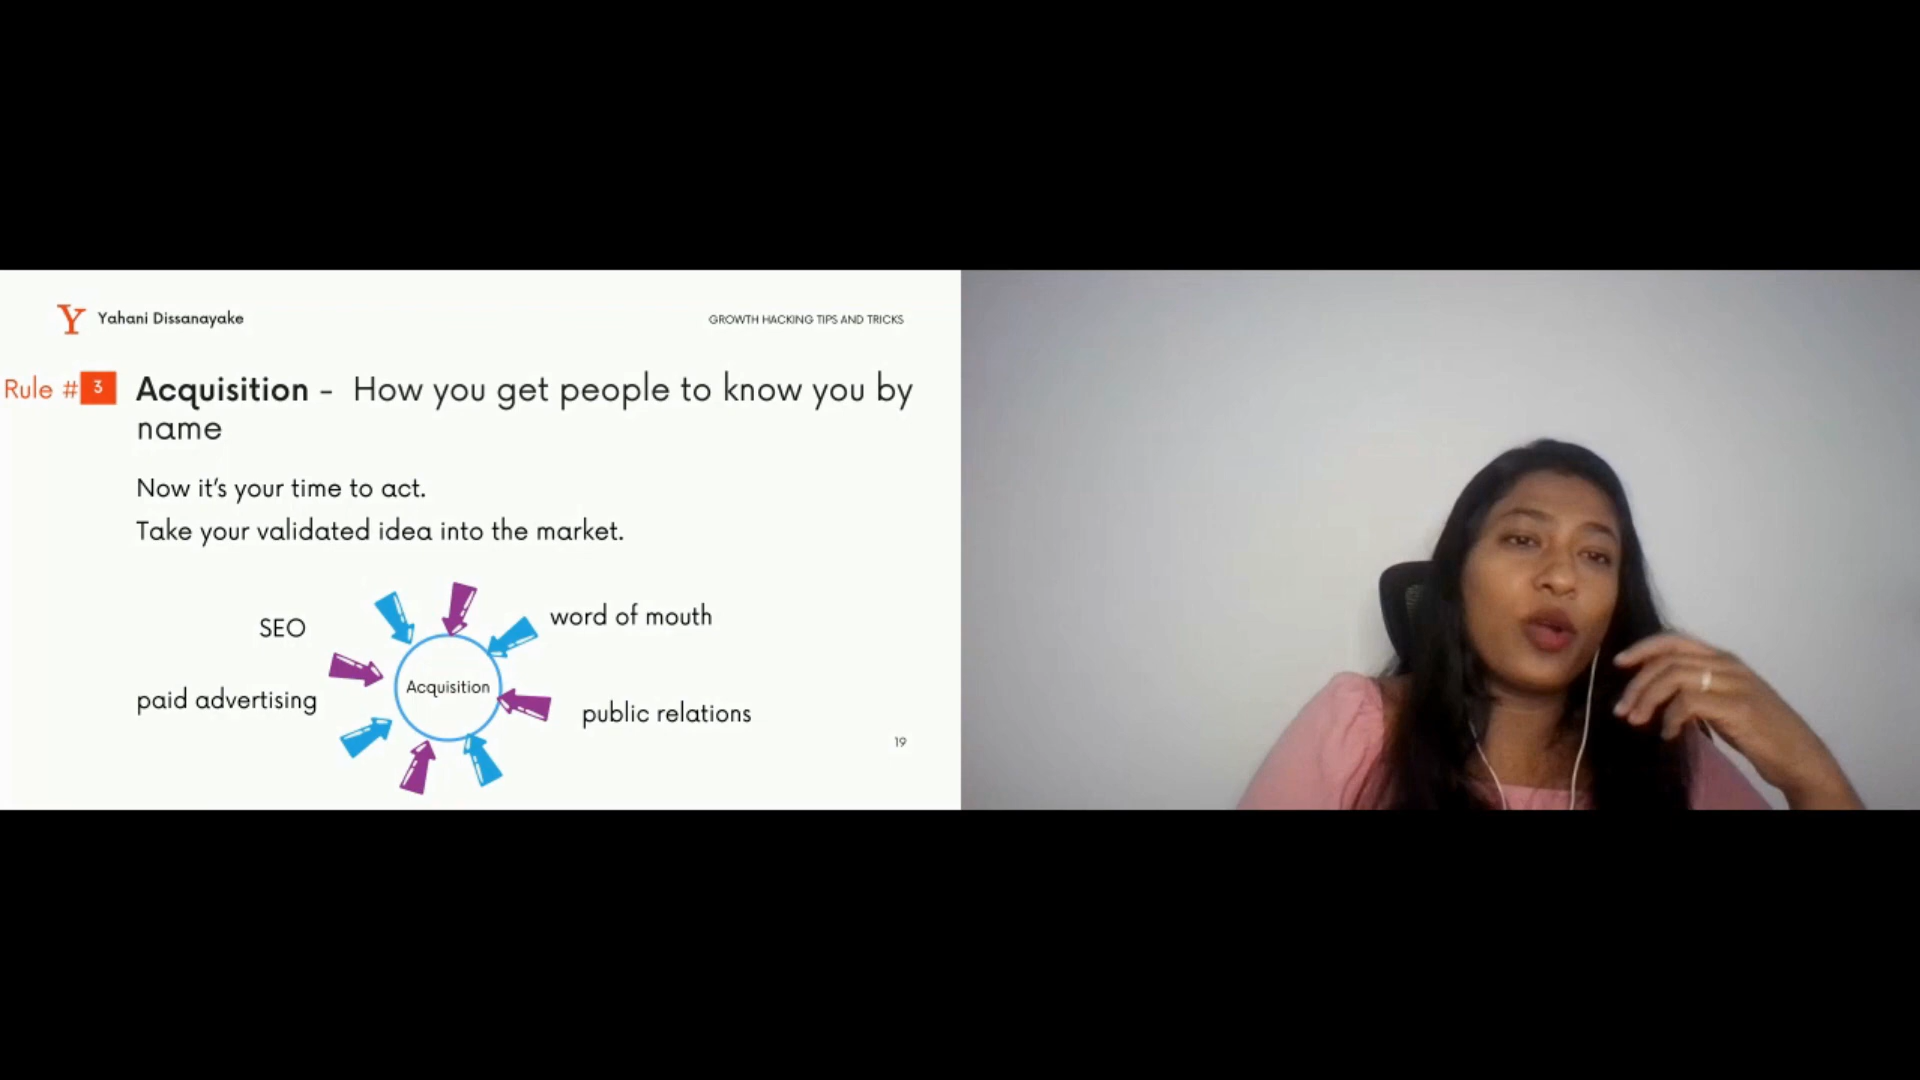 Y Yahani Dissanayake
GROWTH HACKING TIPS AND TRICKS
Rule # 3
Acquisition - How you get people to know you by
name
Now it's your time to act.
Take your validated idea into the market.
SEO
word of mouth
Acquisition
paid advertising
public relations
19